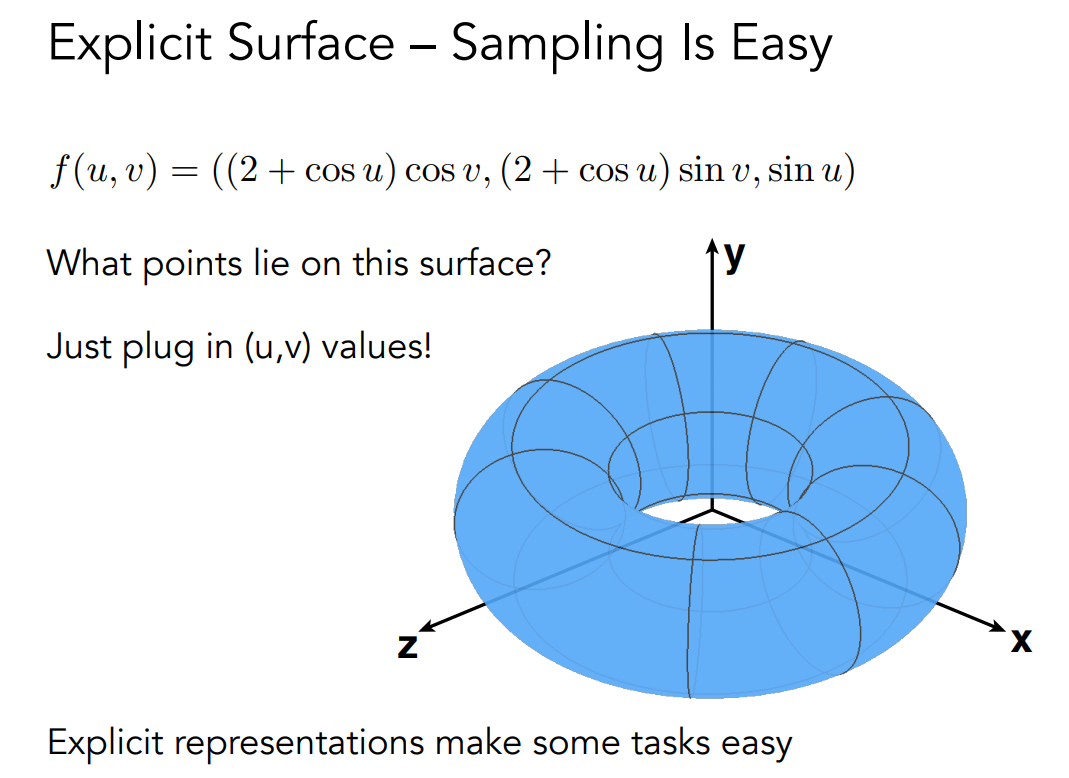 Explicit Surface – Sampling Is Easy
f(u, v) = ((2 + cos u) cos v, (2 + cos u) sin v, sin u)
What points lie on this surface?
Just plug in (u,v) values!
y
z
x
Explicit representations make some tasks easy